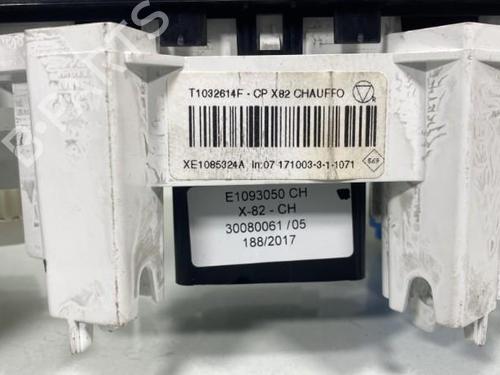 T1032614F - CP X82 CHAUFFO
XE1085324A In:07 171003-3-1-1071
E1093050 CH
X-82 - CH
30080061 /05
188/2017